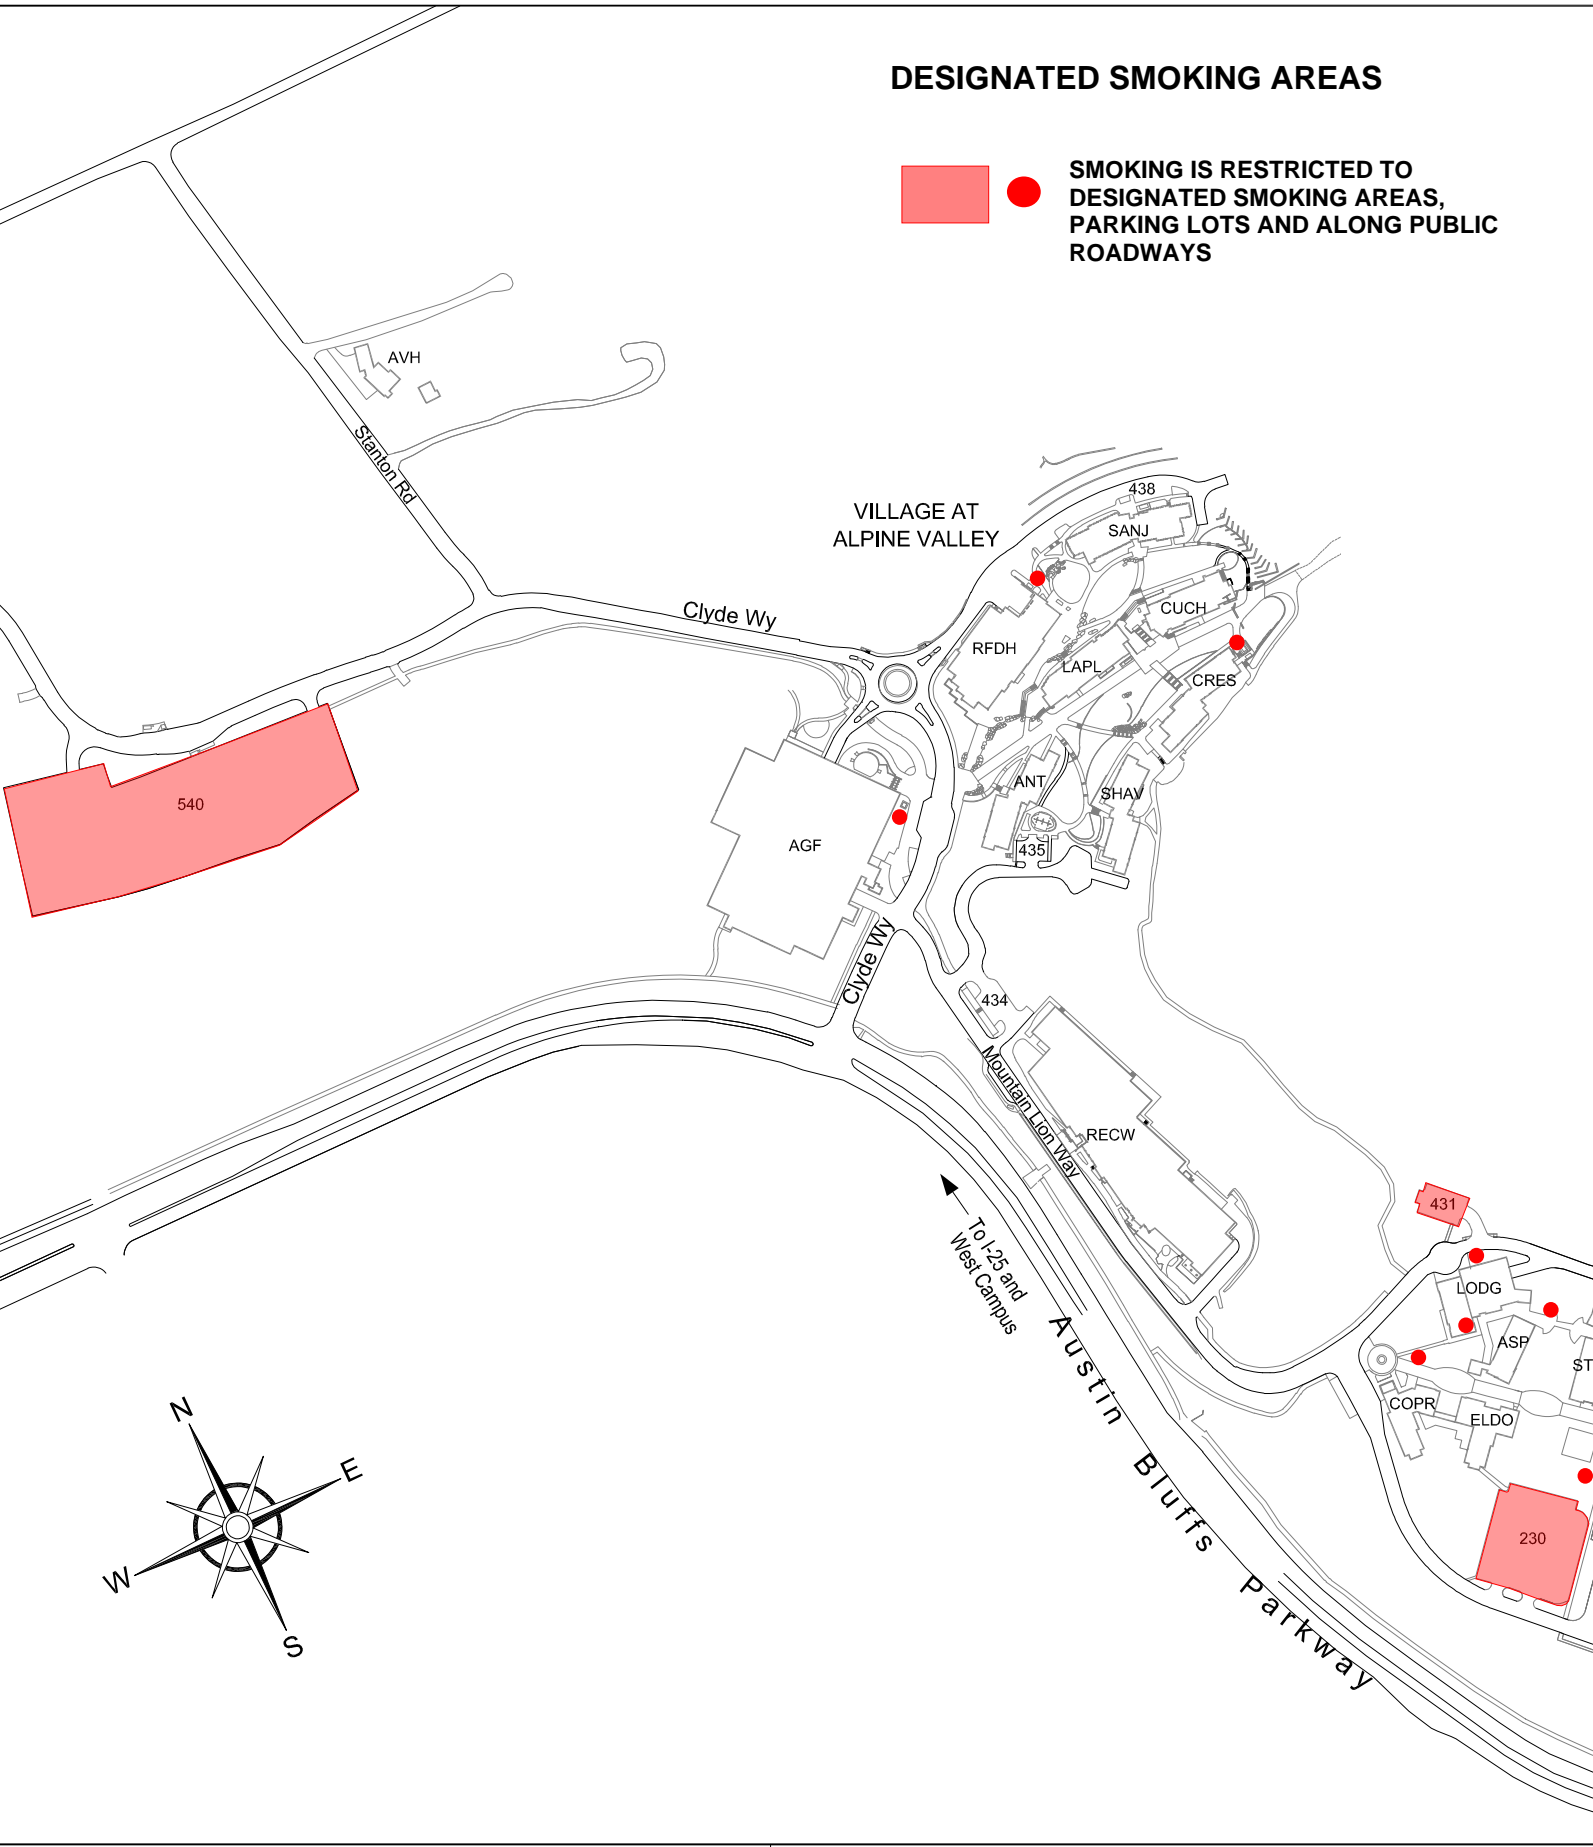 DESIGNATED SMOKING AREAS
SMOKING IS RESTRICTED TO
DESIGNATED SMOKING AREAS,
PARKING LOTS AND ALONG PUBLIC
ROADWAYS
AVH
Stanton Rd
VILLAGE AT
ALPINE VALLEY
438
SANJ
Clyde Wy
CUCH
RFDH
LAPL
CRES
540
ANT
SHAV
AGF
435
Clyde Wy
434
Mountain Lion Way
RECW
431
To I-25 and
West Campus
LODG
ASP
ST
Austin Bluffs Parkway
COPR
ELDO
230
N
E
W
S